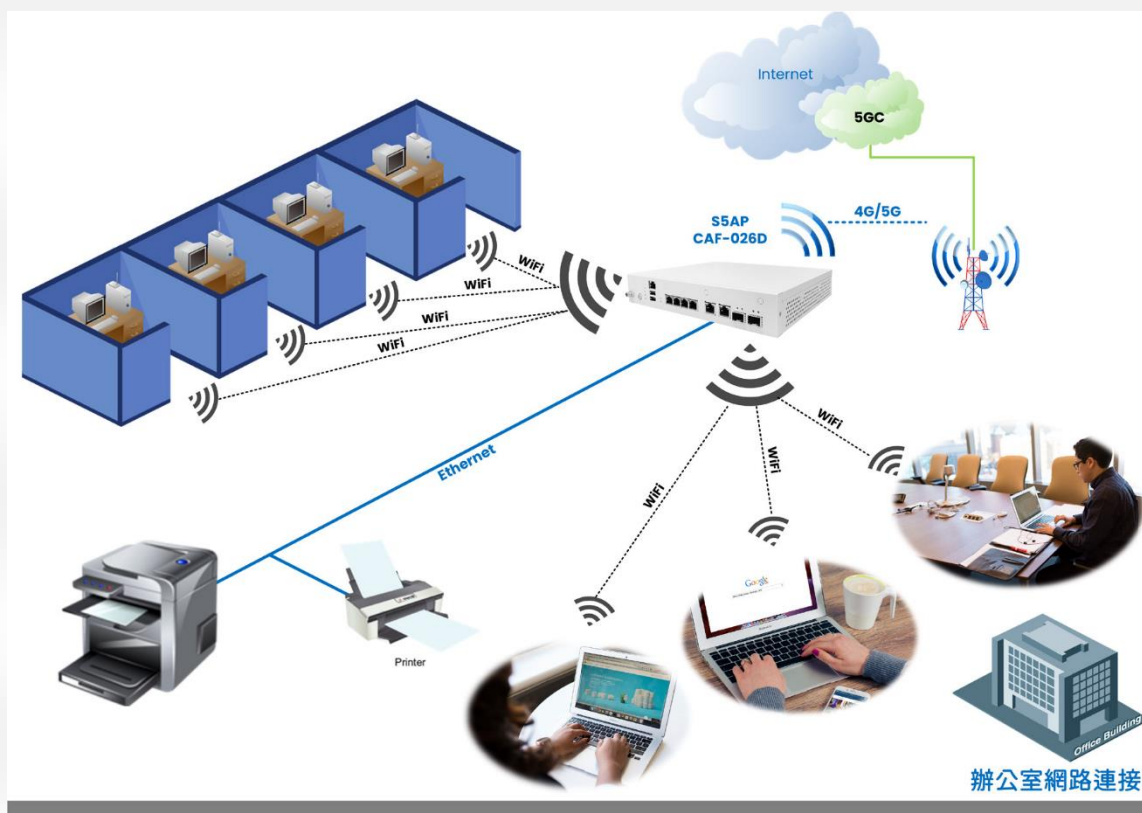 Internet
5GC
S5AP
CAF-026D
4G/5G
WiFi
WiFi
WiFi
WiFi
Ethernet
WiFi
WiFi
WiFi
Google
Printer
Office Building
辦公室網路連接